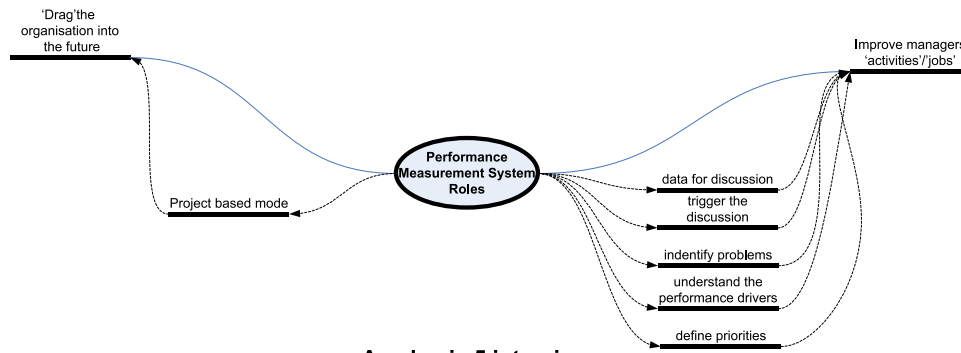 ‘Drag’the
organisation into
the future
Improve managers
‘activities’/’jobs’
Performance
Measurement System
Roles
data for discussion
trigger the
discussion
Project based mode
indentify problems
understand the
performance drivers
define priorities